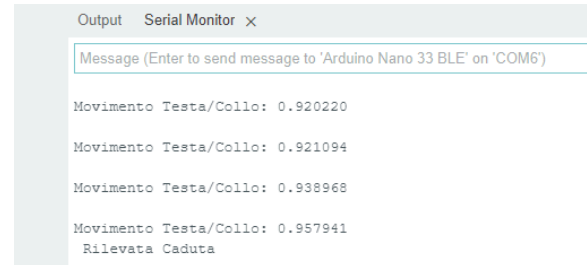 Output Serial Monitor ×
Message (Enter to send message to 'Arduino Nano 33 BLE' on 'COM6')
Movimento Testa/Collo: 0.920220
Movimento Testa/Collo: 0.921094
Movimento Testa/Collo: 0.938968
Movimento Testa/Collo: 0.957941
Rilevata Caduta